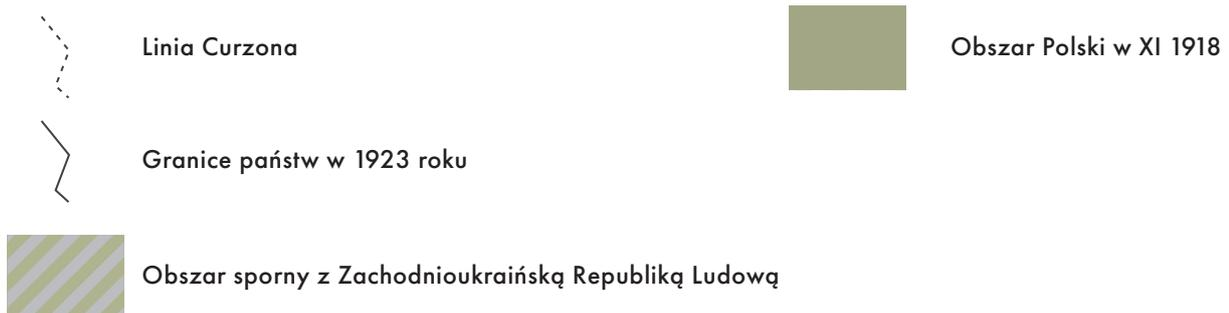 Linia Curzona
Obszar Polski w XI 1918
Granice państw w 1923 roku
Obszar sporny z Zachodnioukraińską Republiką Ludową